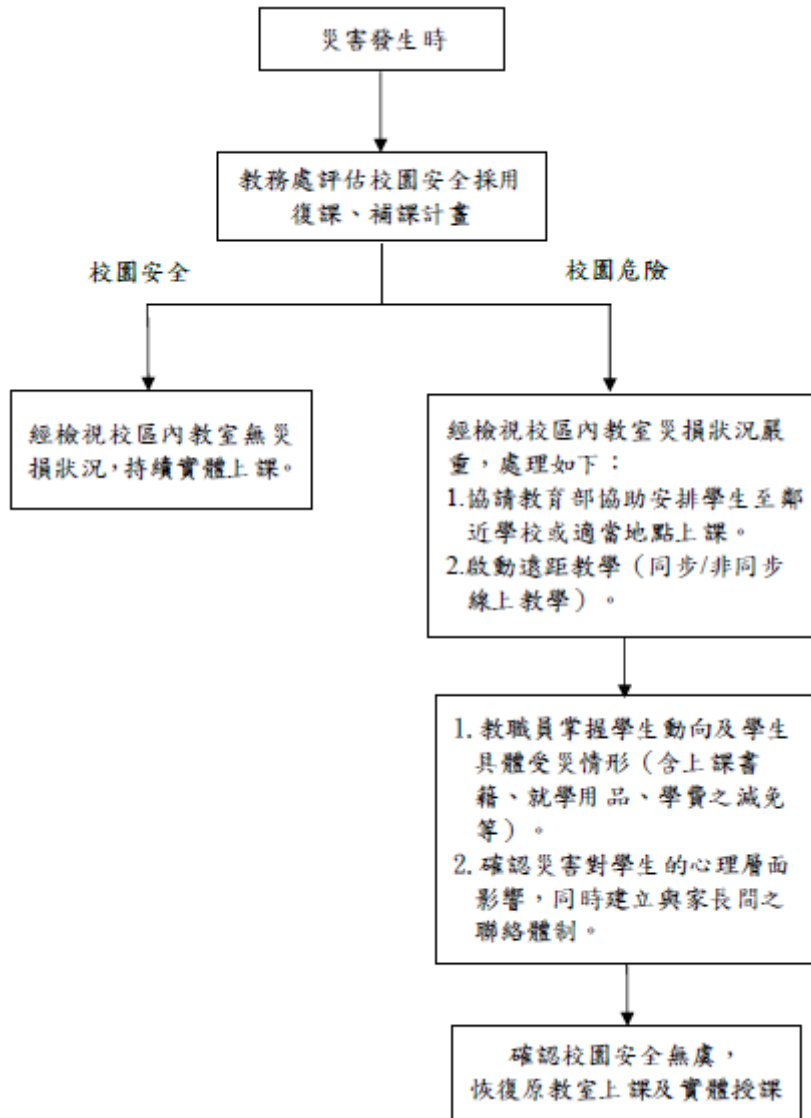 災害發生時
教務處評估校園安全採用
復課、補課計畫
校園安全
校園危險
經檢視校區內教室無災
損狀況，持續實體上課。
經檢視校區內教室災損狀況嚴
重，處理如下：
1.協請教育部協助安排學生至鄰
近學校或適當地點上課。
2.啟動遠距教學（同步/非同步
線上教學）。
1. 教職員掌握學生動向及學生
具體受災情形（含上課書
籍、就學用品、學費之減免
等）。
2. 確認災害對學生的心理層面
影響，同時建立與家長間之
聯絡體制。
確認校園安全無虞，
恢復原教室上課及實體授課